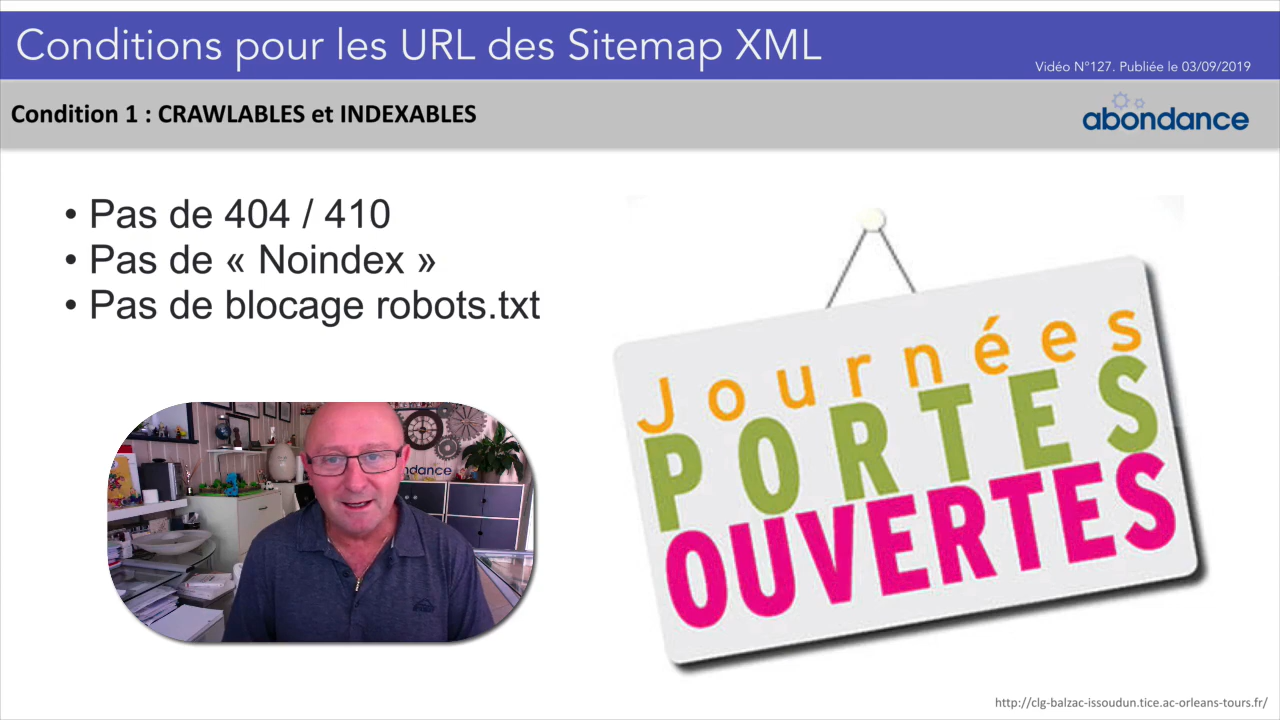 Conditions pour les URL des Sitemap XML
Vidéo N°127. Publiée le 03/09/2019
Condition 1 : CRAWLABLES et INDEXABLES
abondance
• Pas de 404 / 410
• Pas de « Noindex »
• Pas de blocage robots.txt
Journées
PORTES
OUVERTES
ndance
http://clg-balzac-issoudun.tice.ac-orleans-tours.fr/